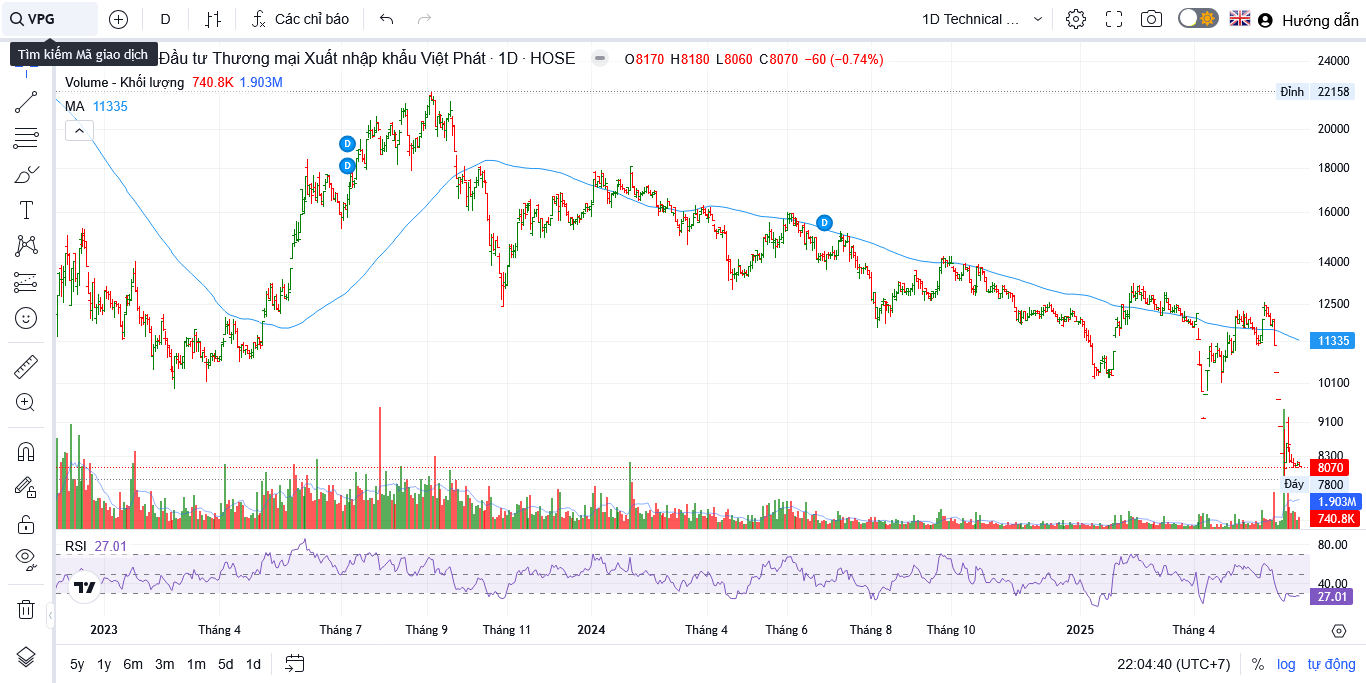 VPG D Các chỉ báo 1D Technical ... Hướng dẫn
Tìm kiếm Mã giao dịch
Đầu tư Thương mại Xuất nhập khẩu Việt Phát · 1D · HOSE O8170 H8180 L8060 C8070 −60 (−0.74%)
Volume - Khối lượng 740.8K 1.903M
MA 11335
24000
Đỉnh 22158
20000
D
D
18000
16000
D
14000
12500
11335
10100
9100
8300
8070
Đáy 7800
1.903M
740.8K
RSI 27.01
80.00
40.00
27.01
2023 Tháng 4 Tháng 7 Tháng 9 Tháng 11 2024 Tháng 4 Tháng 6 Tháng 8 Tháng 10 2025 Tháng 4
5y 1y 6m 3m 1m 5d 1d 22:04:40 (UTC+7) % log tự động